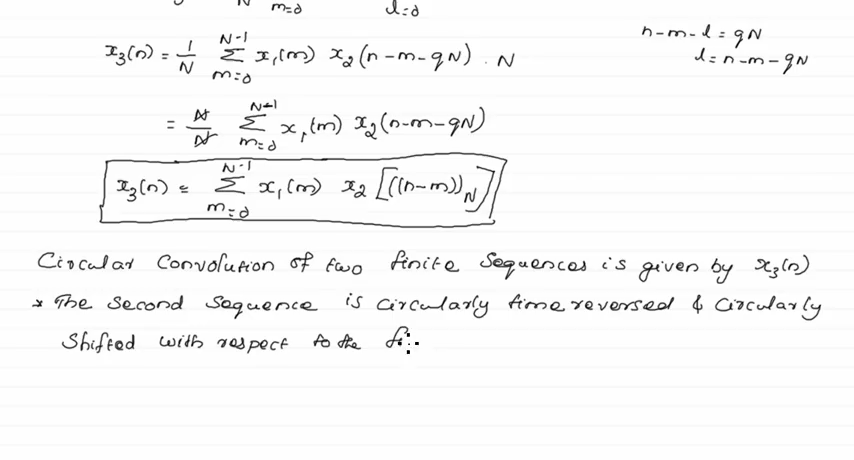 m=0 l=0
x₃(n) = 1/N Σ_{m=0}^{N-1} x₁(m) x₂(n-m-qN) . N
n-m-l = qN
l = n-m-qN
= N/N Σ_{m=0}^{N-1} x₁(m) x₂(n-m-qN)
x₃(n) = Σ_{m=0}^{N-1} x₁(m) x₂[((n-m))_N]
Circular Convolution of two finite Sequences is given by x₃(n)
* The second sequence is circularly time reversed & circularly
shifted with respect to the fi